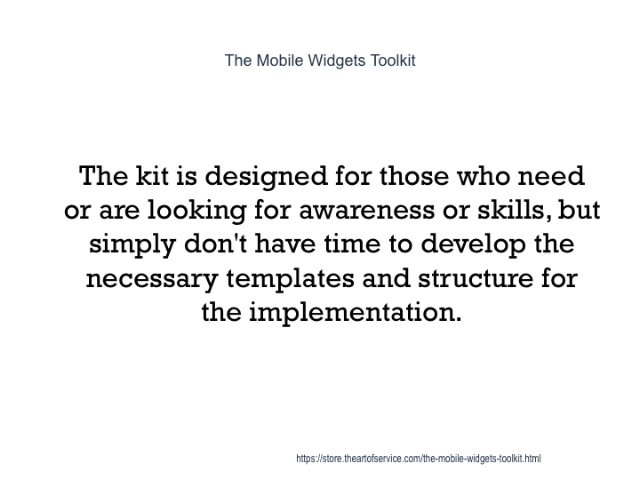 The Mobile Widgets Toolkit
The kit is designed for those who need
or are looking for awareness or skills, but
simply don't have time to develop the
necessary templates and structure for
the implementation.
https://store.theartofservice.com/the-mobile-widgets-toolkit.html